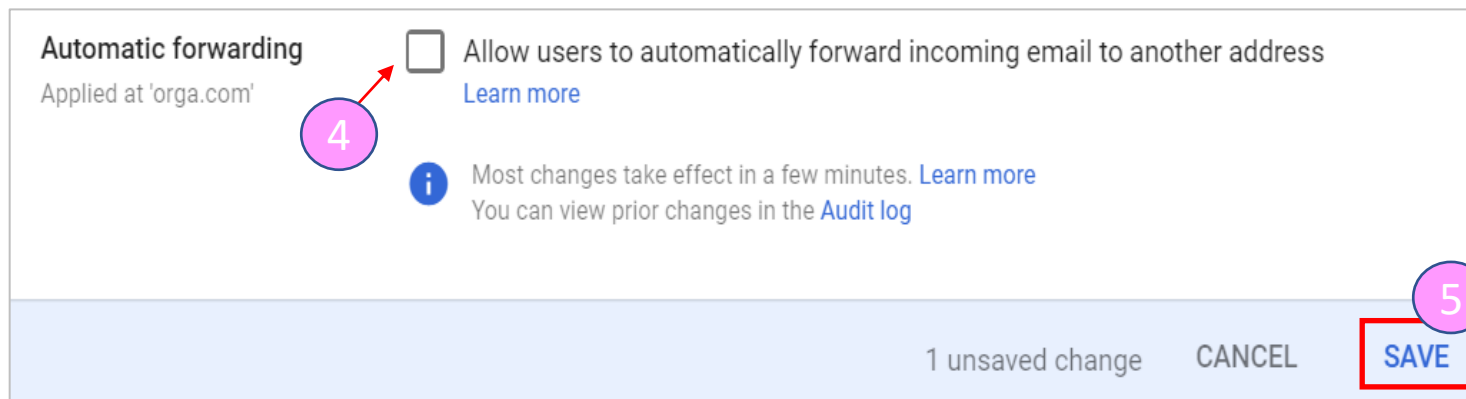 Automatic forwarding
Allow users to automatically forward incoming email to another address
Applied at 'orga.com'
Learn more
4
Most changes take effect in a few minutes. Learn more
You can view prior changes in the Audit log
5
1 unsaved change
CANCEL
SAVE